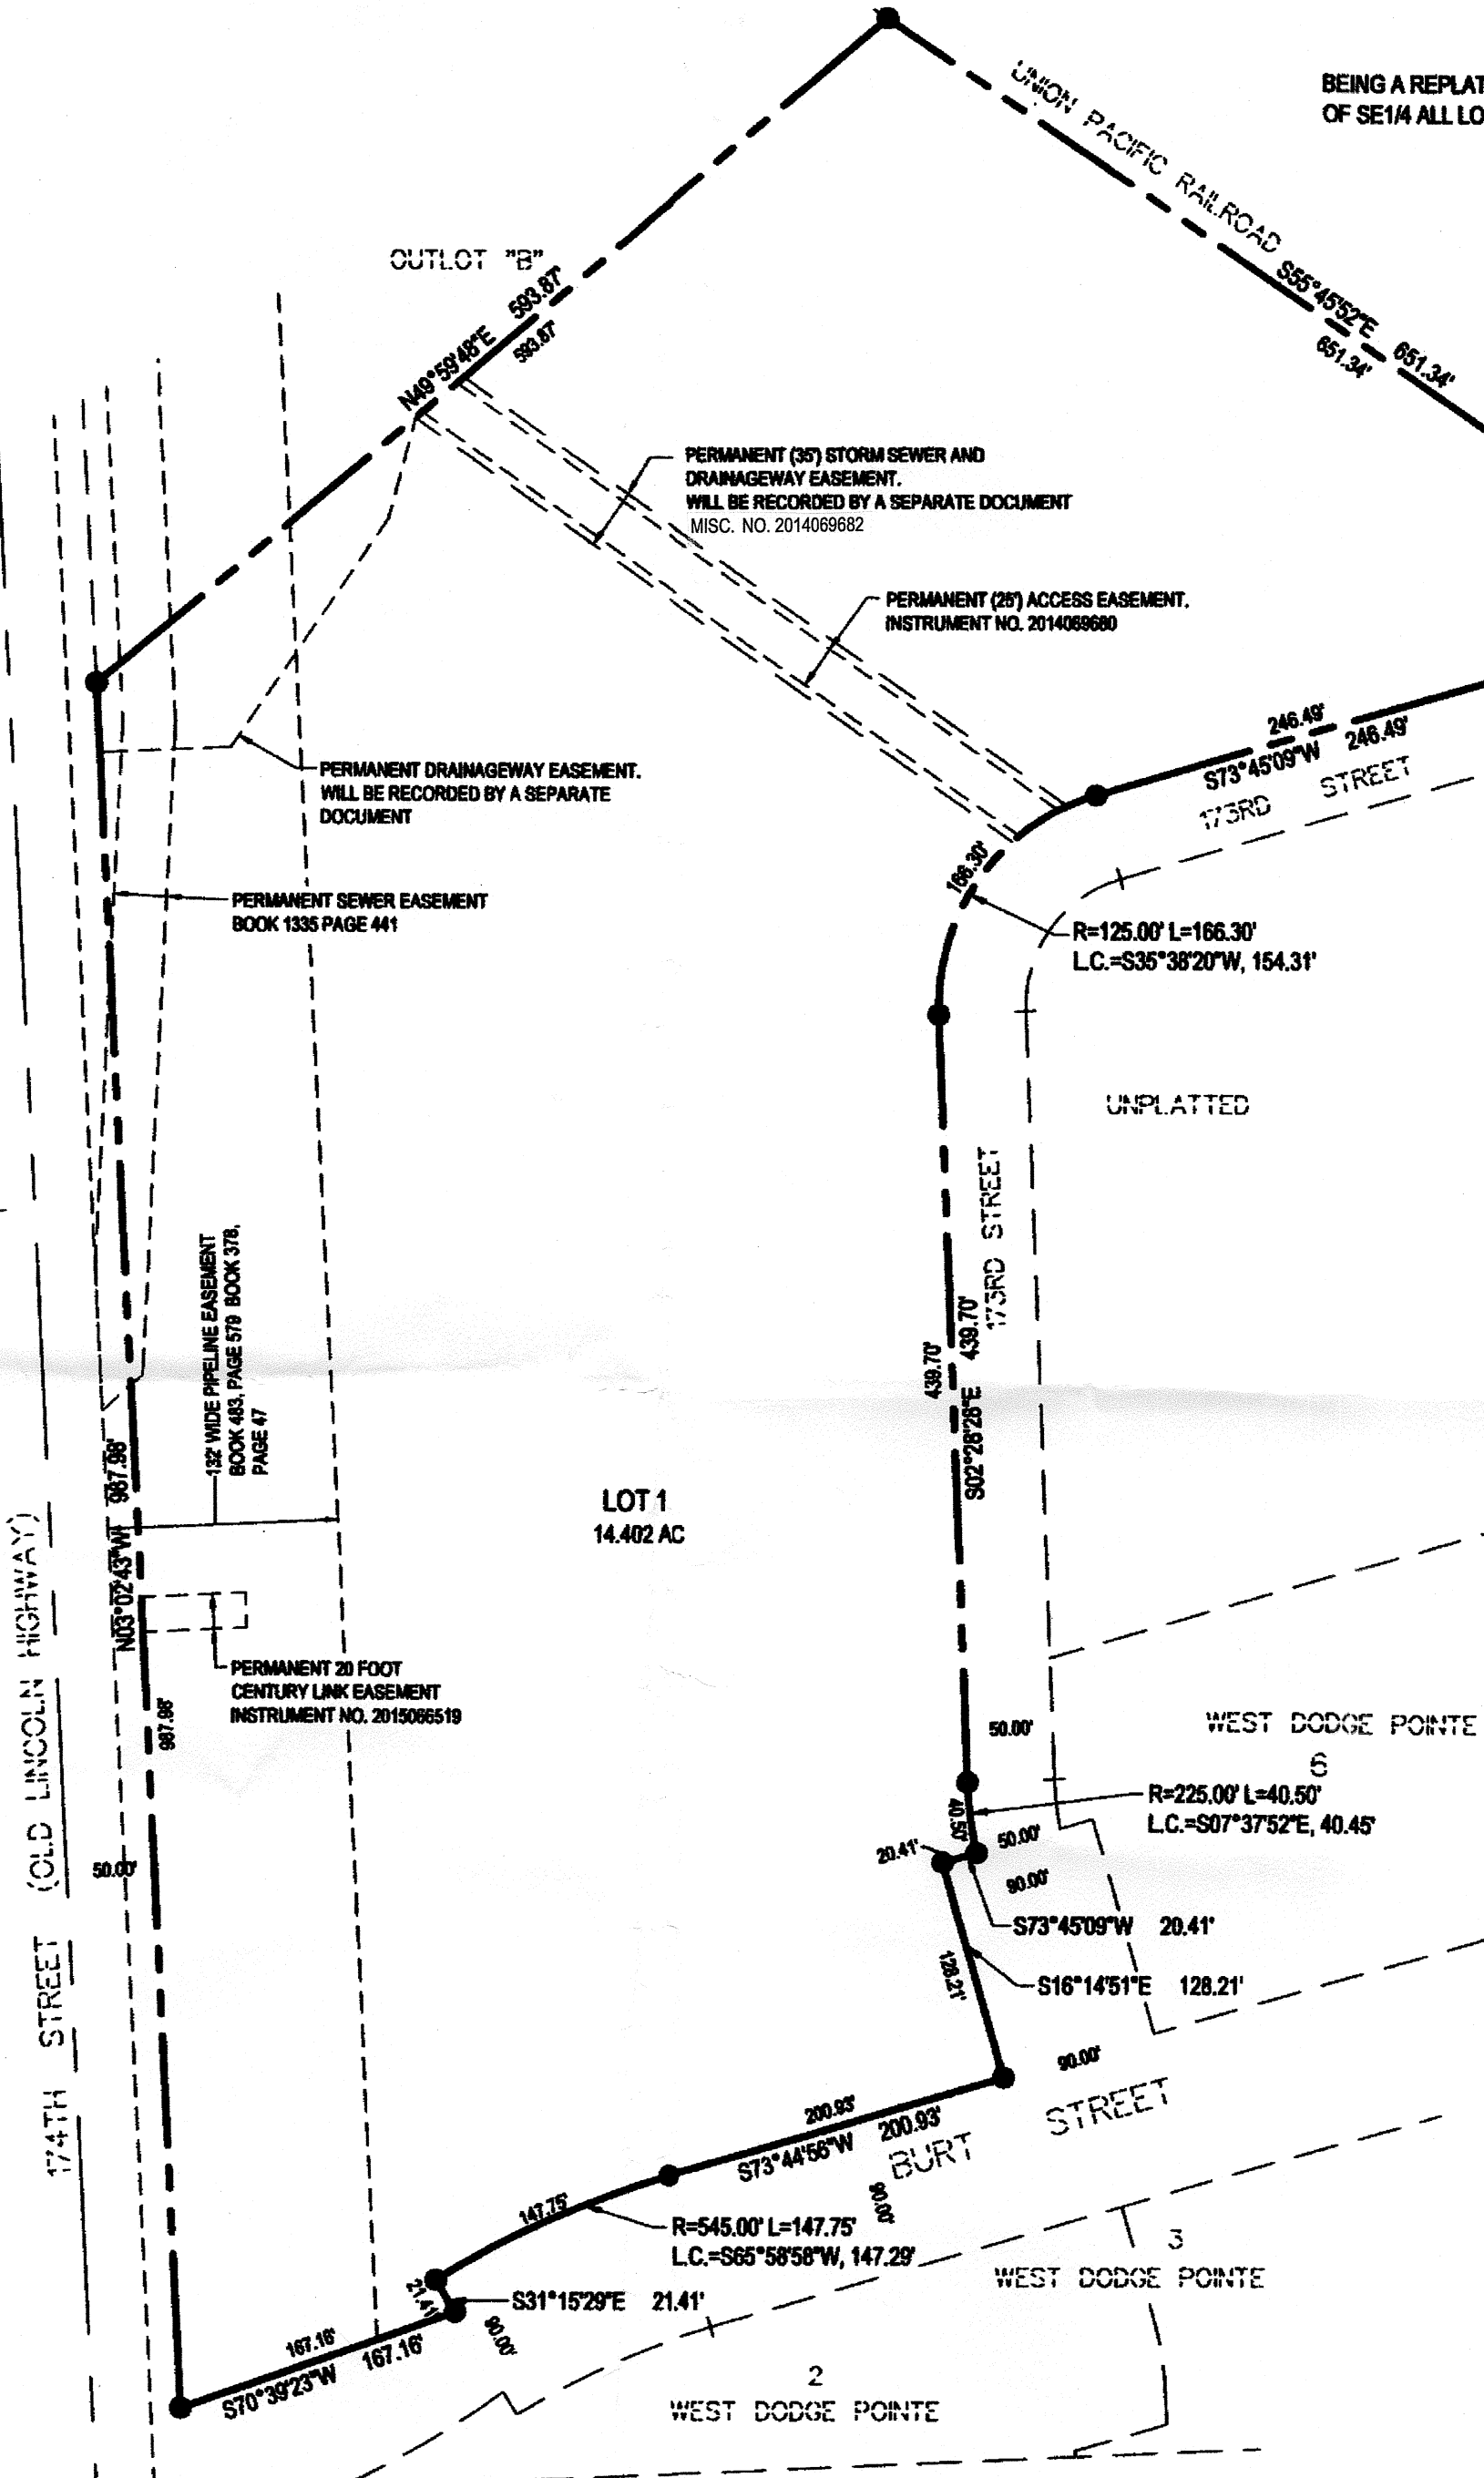 BEING A REPLAT
OF SE1/4 ALL LO
UNION PACIFIC RAILROAD
S55°45'52"E 651.34'
651.34'
OUTLOT "B"
N49°59'48"E 593.87'
593.87'
PERMANENT (35') STORM SEWER AND
DRAINAGEWAY EASEMENT.
WILL BE RECORDED BY A SEPARATE DOCUMENT
MISC. NO. 2014069682
PERMANENT (25') ACCESS EASEMENT.
INSTRUMENT NO. 2014069680
246.49'
S73°45'09"W 246.49'
173RD STREET
PERMANENT DRAINAGEWAY EASEMENT.
WILL BE RECORDED BY A SEPARATE
DOCUMENT
166.30'
PERMANENT SEWER EASEMENT
BOOK 1335 PAGE 441
R=125.00' L=166.30'
L.C.=S35°38'20"W, 154.31'
UNPLATTED
173RD STREET
439.70'
S02°28'28"E 439.70'
132' WIDE PIPELINE EASEMENT
BOOK 483, PAGE 579 BOOK 378,
PAGE 47
N03°02'43"W 987.98'
987.98'
LOT 1
14.402 AC
PERMANENT 20 FOOT
CENTURY LINK EASEMENT
INSTRUMENT NO. 2015066519
174TH STREET (OLD LINCOLN HIGHWAY)
50.00'
50.00'
WEST DODGE POINTE
6
R=225.00' L=40.50'
L.C.=S07°37'52"E, 40.45'
40.50'
20.41'
50.00'
90.00'
S73°45'09"W 20.41'
128.21'
S16°14'51"E 128.21'
90.00'
200.93'
S73°44'56"W 200.93'
BURT STREET
90.00'
147.75'
R=545.00' L=147.75'
L.C.=S65°58'58"W, 147.29'
3
WEST DODGE POINTE
21.41'
S31°15'29"E 21.41'
90.00'
167.16'
S70°39'23"W 167.16'
2
WEST DODGE POINTE